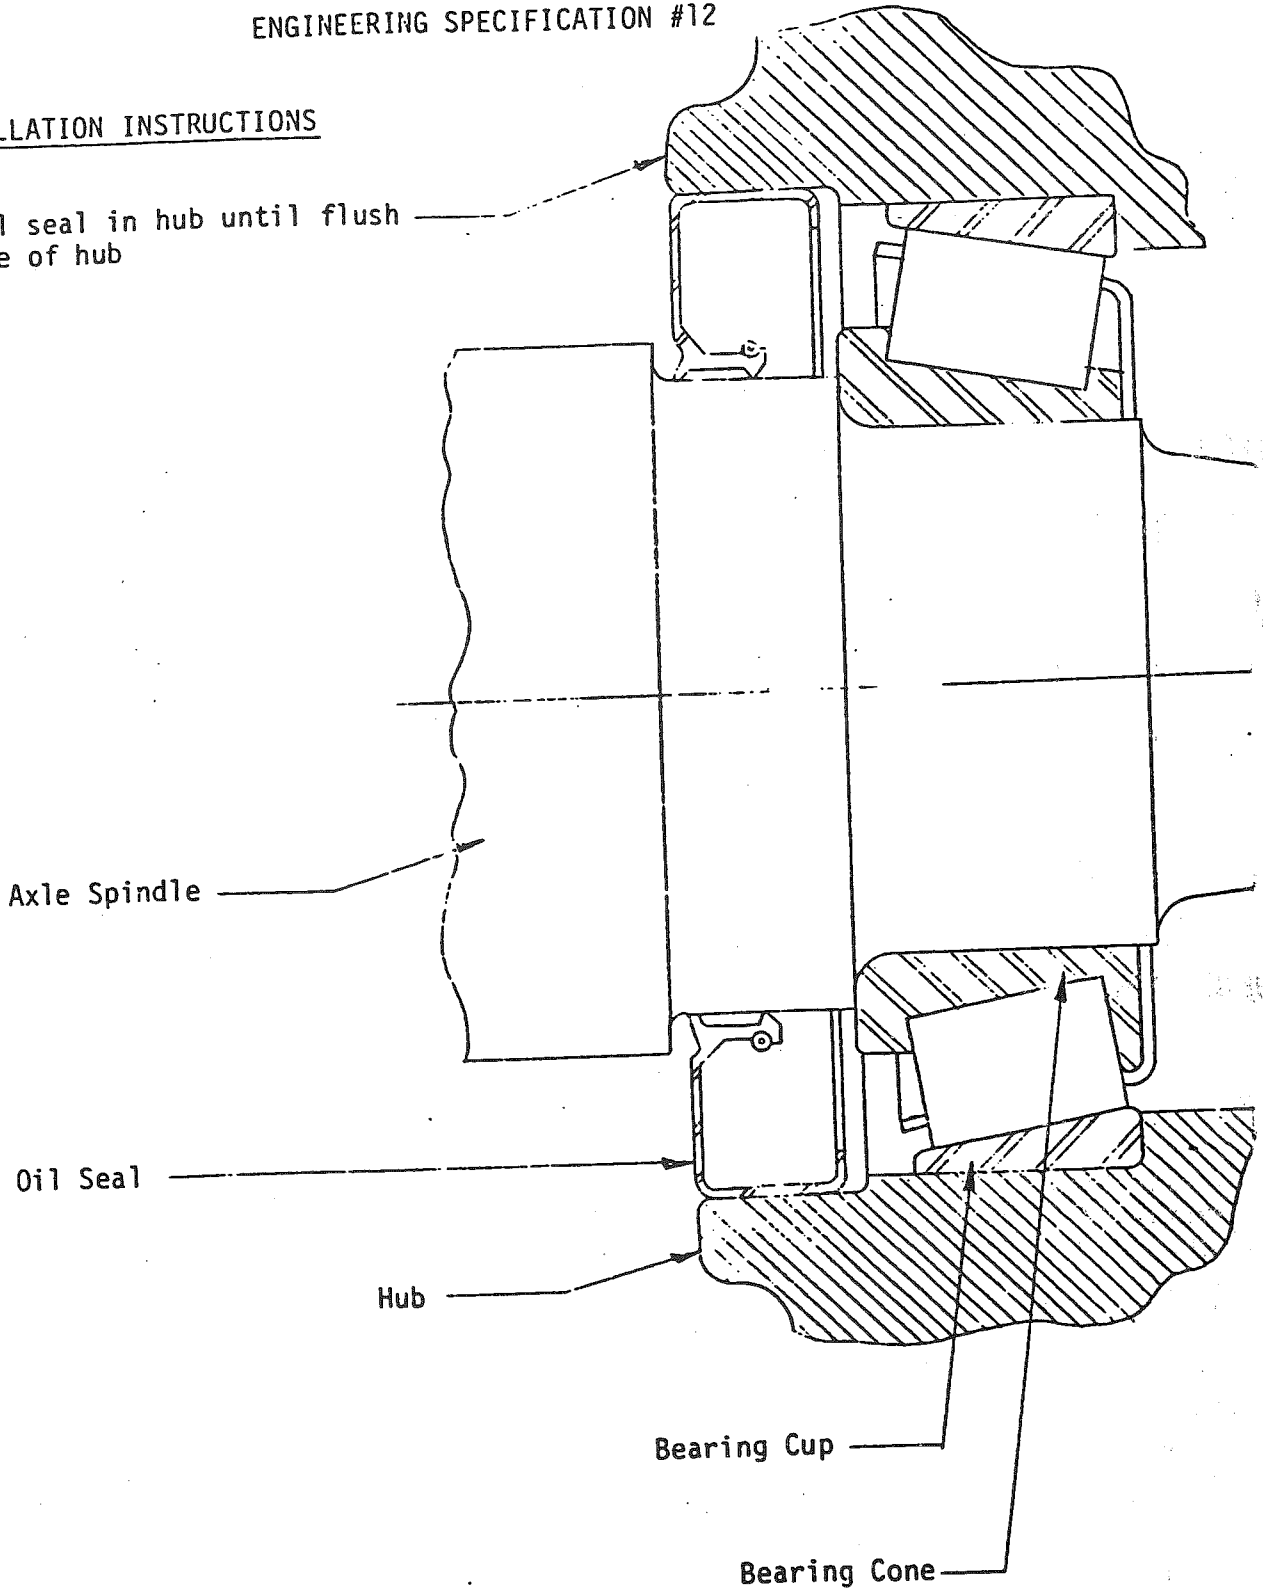 ENGINEERING SPECIFICATION #12
LLATION INSTRUCTIONS
l seal in hub until flush
e of hub
Axle Spindle
Oil Seal
Hub
Bearing Cup
Bearing Cone